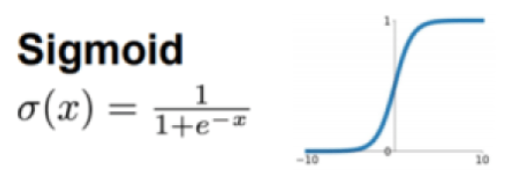 Sigmoid
σ(x) = 1/(1+e^{-x})
1
0
-10
10